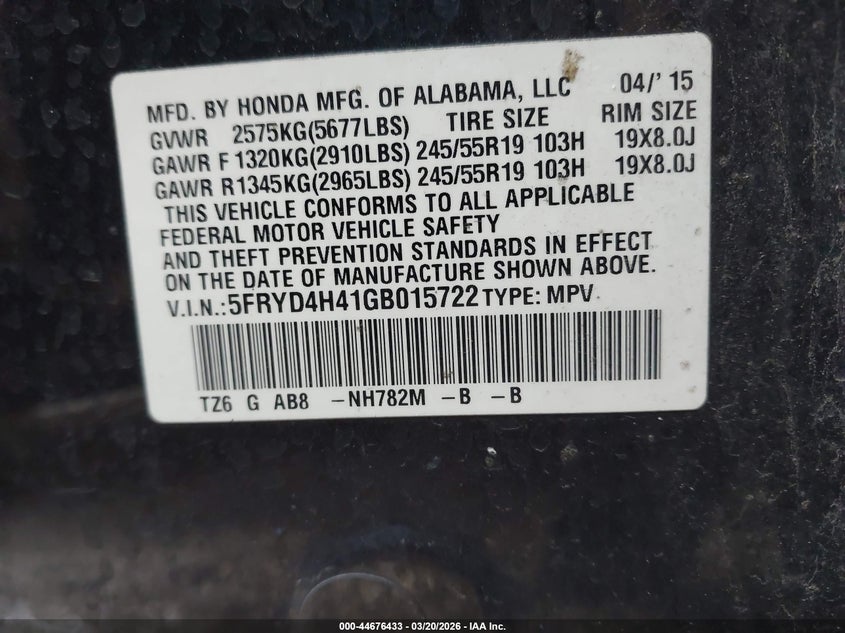 MFD. BY HONDA MFG. OF ALABAMA, LLC 04/' 15
GVWR 2575KG(5677LBS) TIRE SIZE RIM SIZE
GAWR F 1320KG(2910LBS) 245/55R19 103H 19X8.0J
GAWR R1345KG(2965LBS) 245/55R19 103H 19X8.0J
THIS VEHICLE CONFORMS TO ALL APPLICABLE
FEDERAL MOTOR VEHICLE SAFETY
AND THEFT PREVENTION STANDARDS IN EFFECT
ON THE DATE OF MANUFACTURE SHOWN ABOVE.
V.I.N.:5FRYD4H41GB015722 TYPE: MPV
TZ6 G AB8 -NH782M -B -B
000-44676433 - 03/20/2026 - IAA Inc.